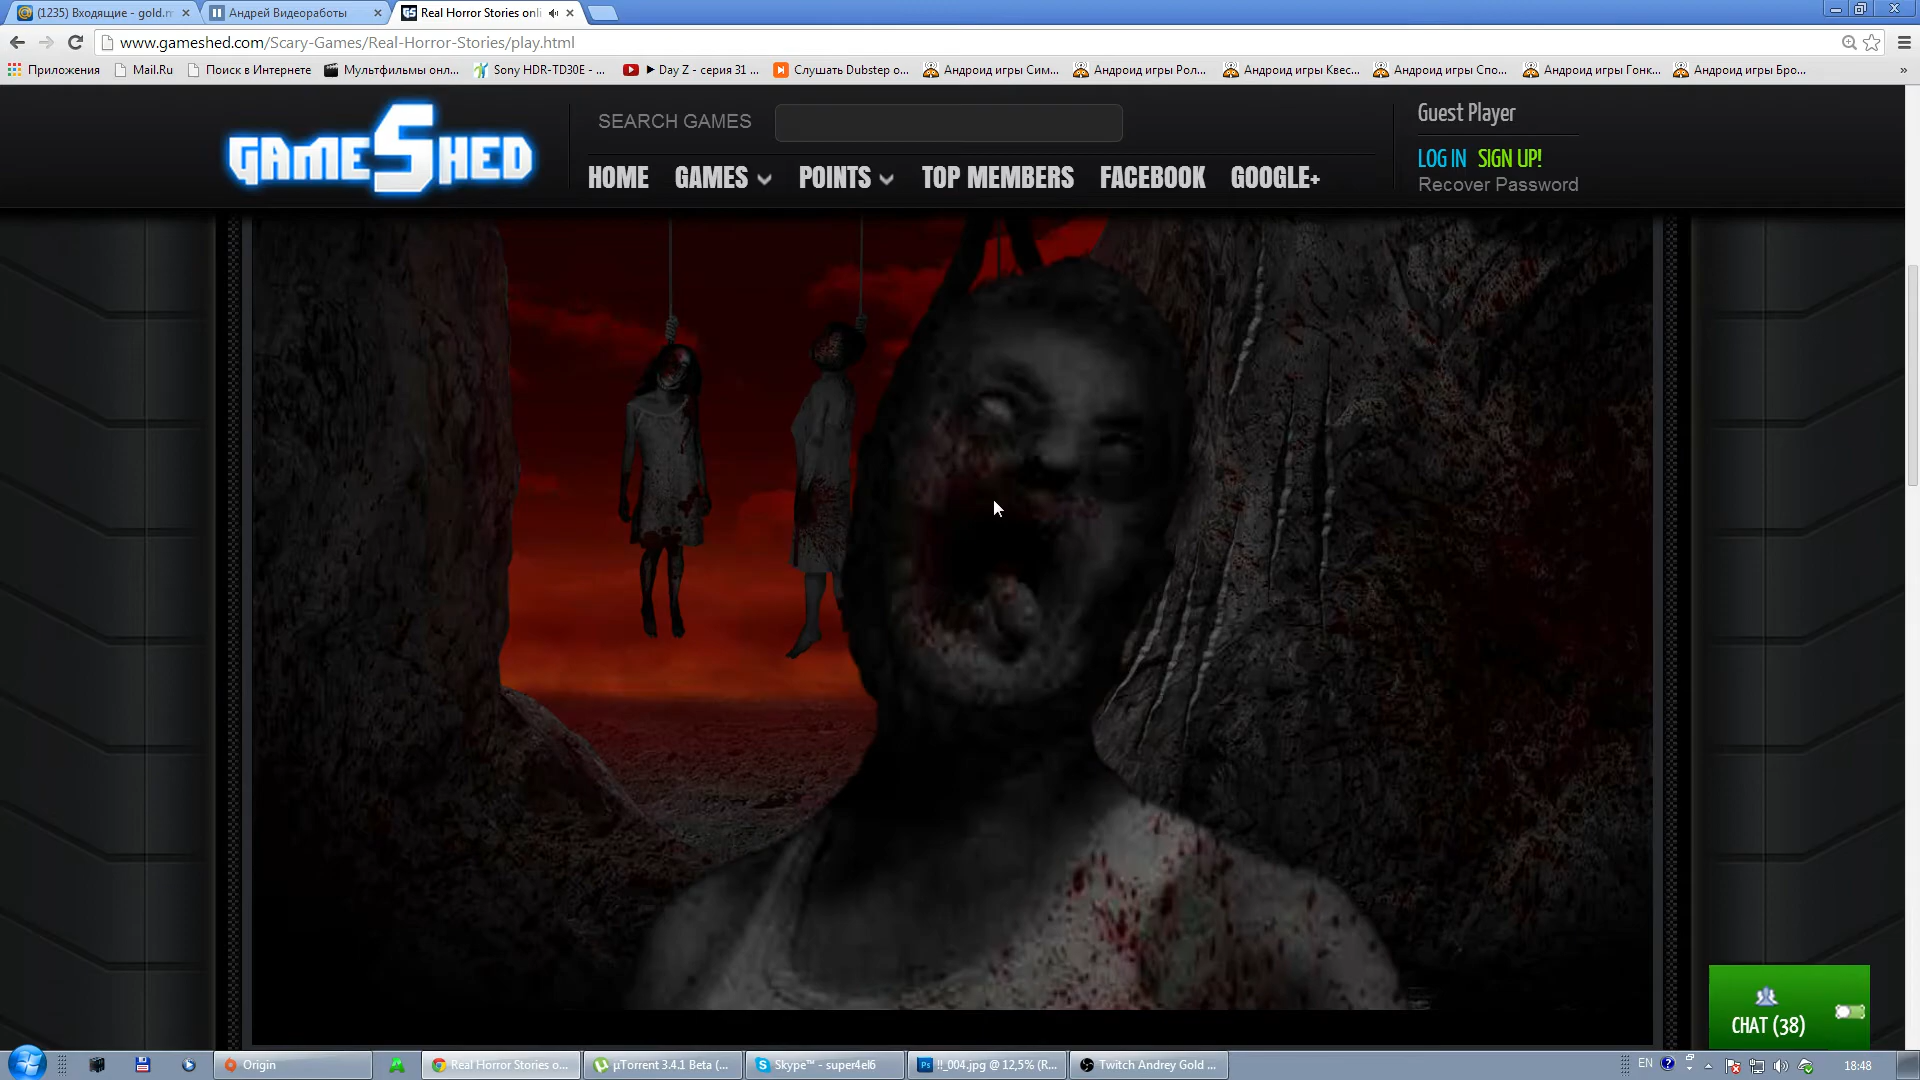 (1235) Входящие - gold.m
Андрей Видеоработы
Real Horror Stories onli
www.gameshed.com/Scary-Games/Real-Horror-Stories/play.html
Приложения
Mail.Ru
Поиск в Интернете
Мультфильмы онл...
Sony HDR-TD30E - ...
► Day Z - серия 31 ...
Слушать Dubstep о...
Андроид игры Сим...
Андроид игры Рол...
Андроид игры Квес...
Андроид игры Спо...
Андроид игры Гонк...
Андроид игры Бро...
»
GAMESHED
SEARCH GAMES
Guest Player
LOG IN SIGN UP!
Recover Password
HOME GAMES POINTS TOP MEMBERS FACEBOOK GOOGLE+
CHAT (38)
Origin
Real Horror Stories o...
µTorrent 3.4.1 Beta (...
Skype™ - super4el6
!!_004.jpg @ 12,5% (R...
Twitch Andrey Gold ...
EN
18:48